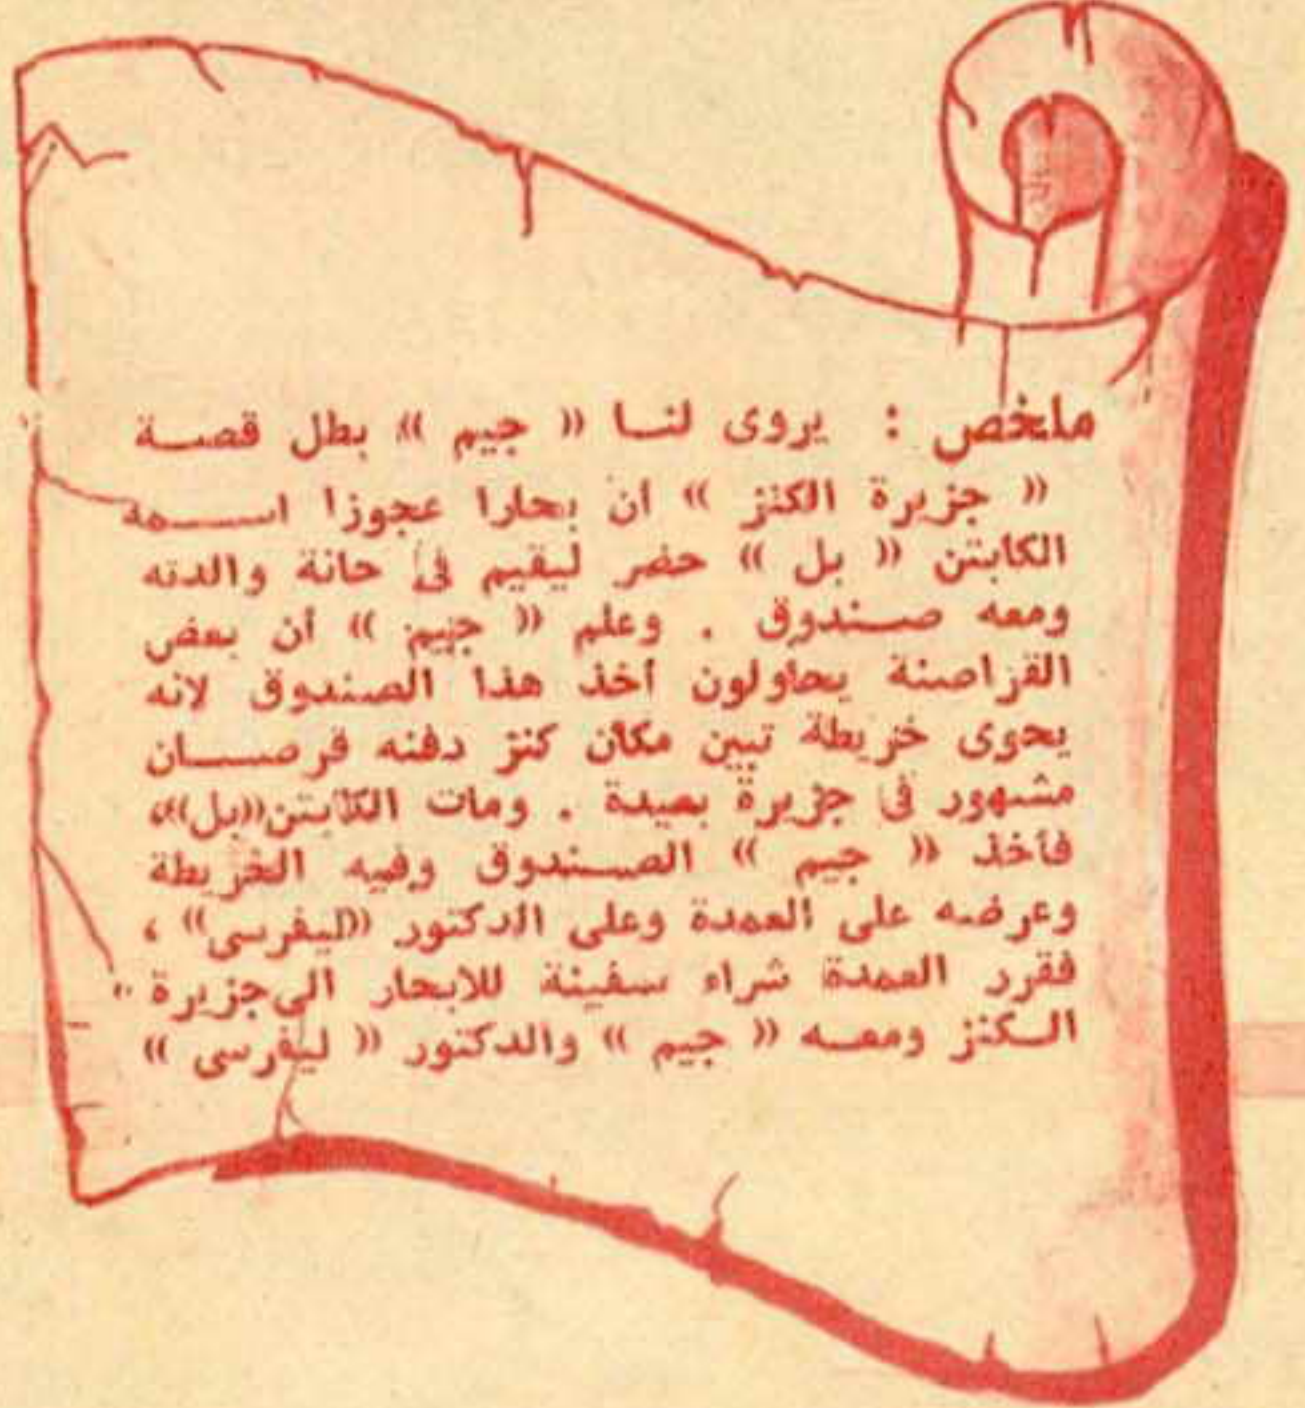 ملخص : يروى لنا « جيم » بطل قصة
« جزيرة الكنز » أن بحارا عجوزا اسمه
الكابتن « بل » حضر ليقيم فى حانة والدته
ومعه صندوق . وعلم « جيم » أن بعض
القراصنة يحاولون أخذ هذا الصندوق لانه
يحوى خريطة تبين مكان كنز دفنه قرصان
مشهور فى جزيرة بعيدة . ومات الكابتن«بل»،
فأخذ « جيم » الصندوق وفيه الخريطة
وعرضه على العمدة وعلى الدكتور «ليفرسى» ،
فقرر العمدة شراء سفينة للابحار الى جزيرة
الكنز ومعه « جيم » والدكتور « ليفرسى »